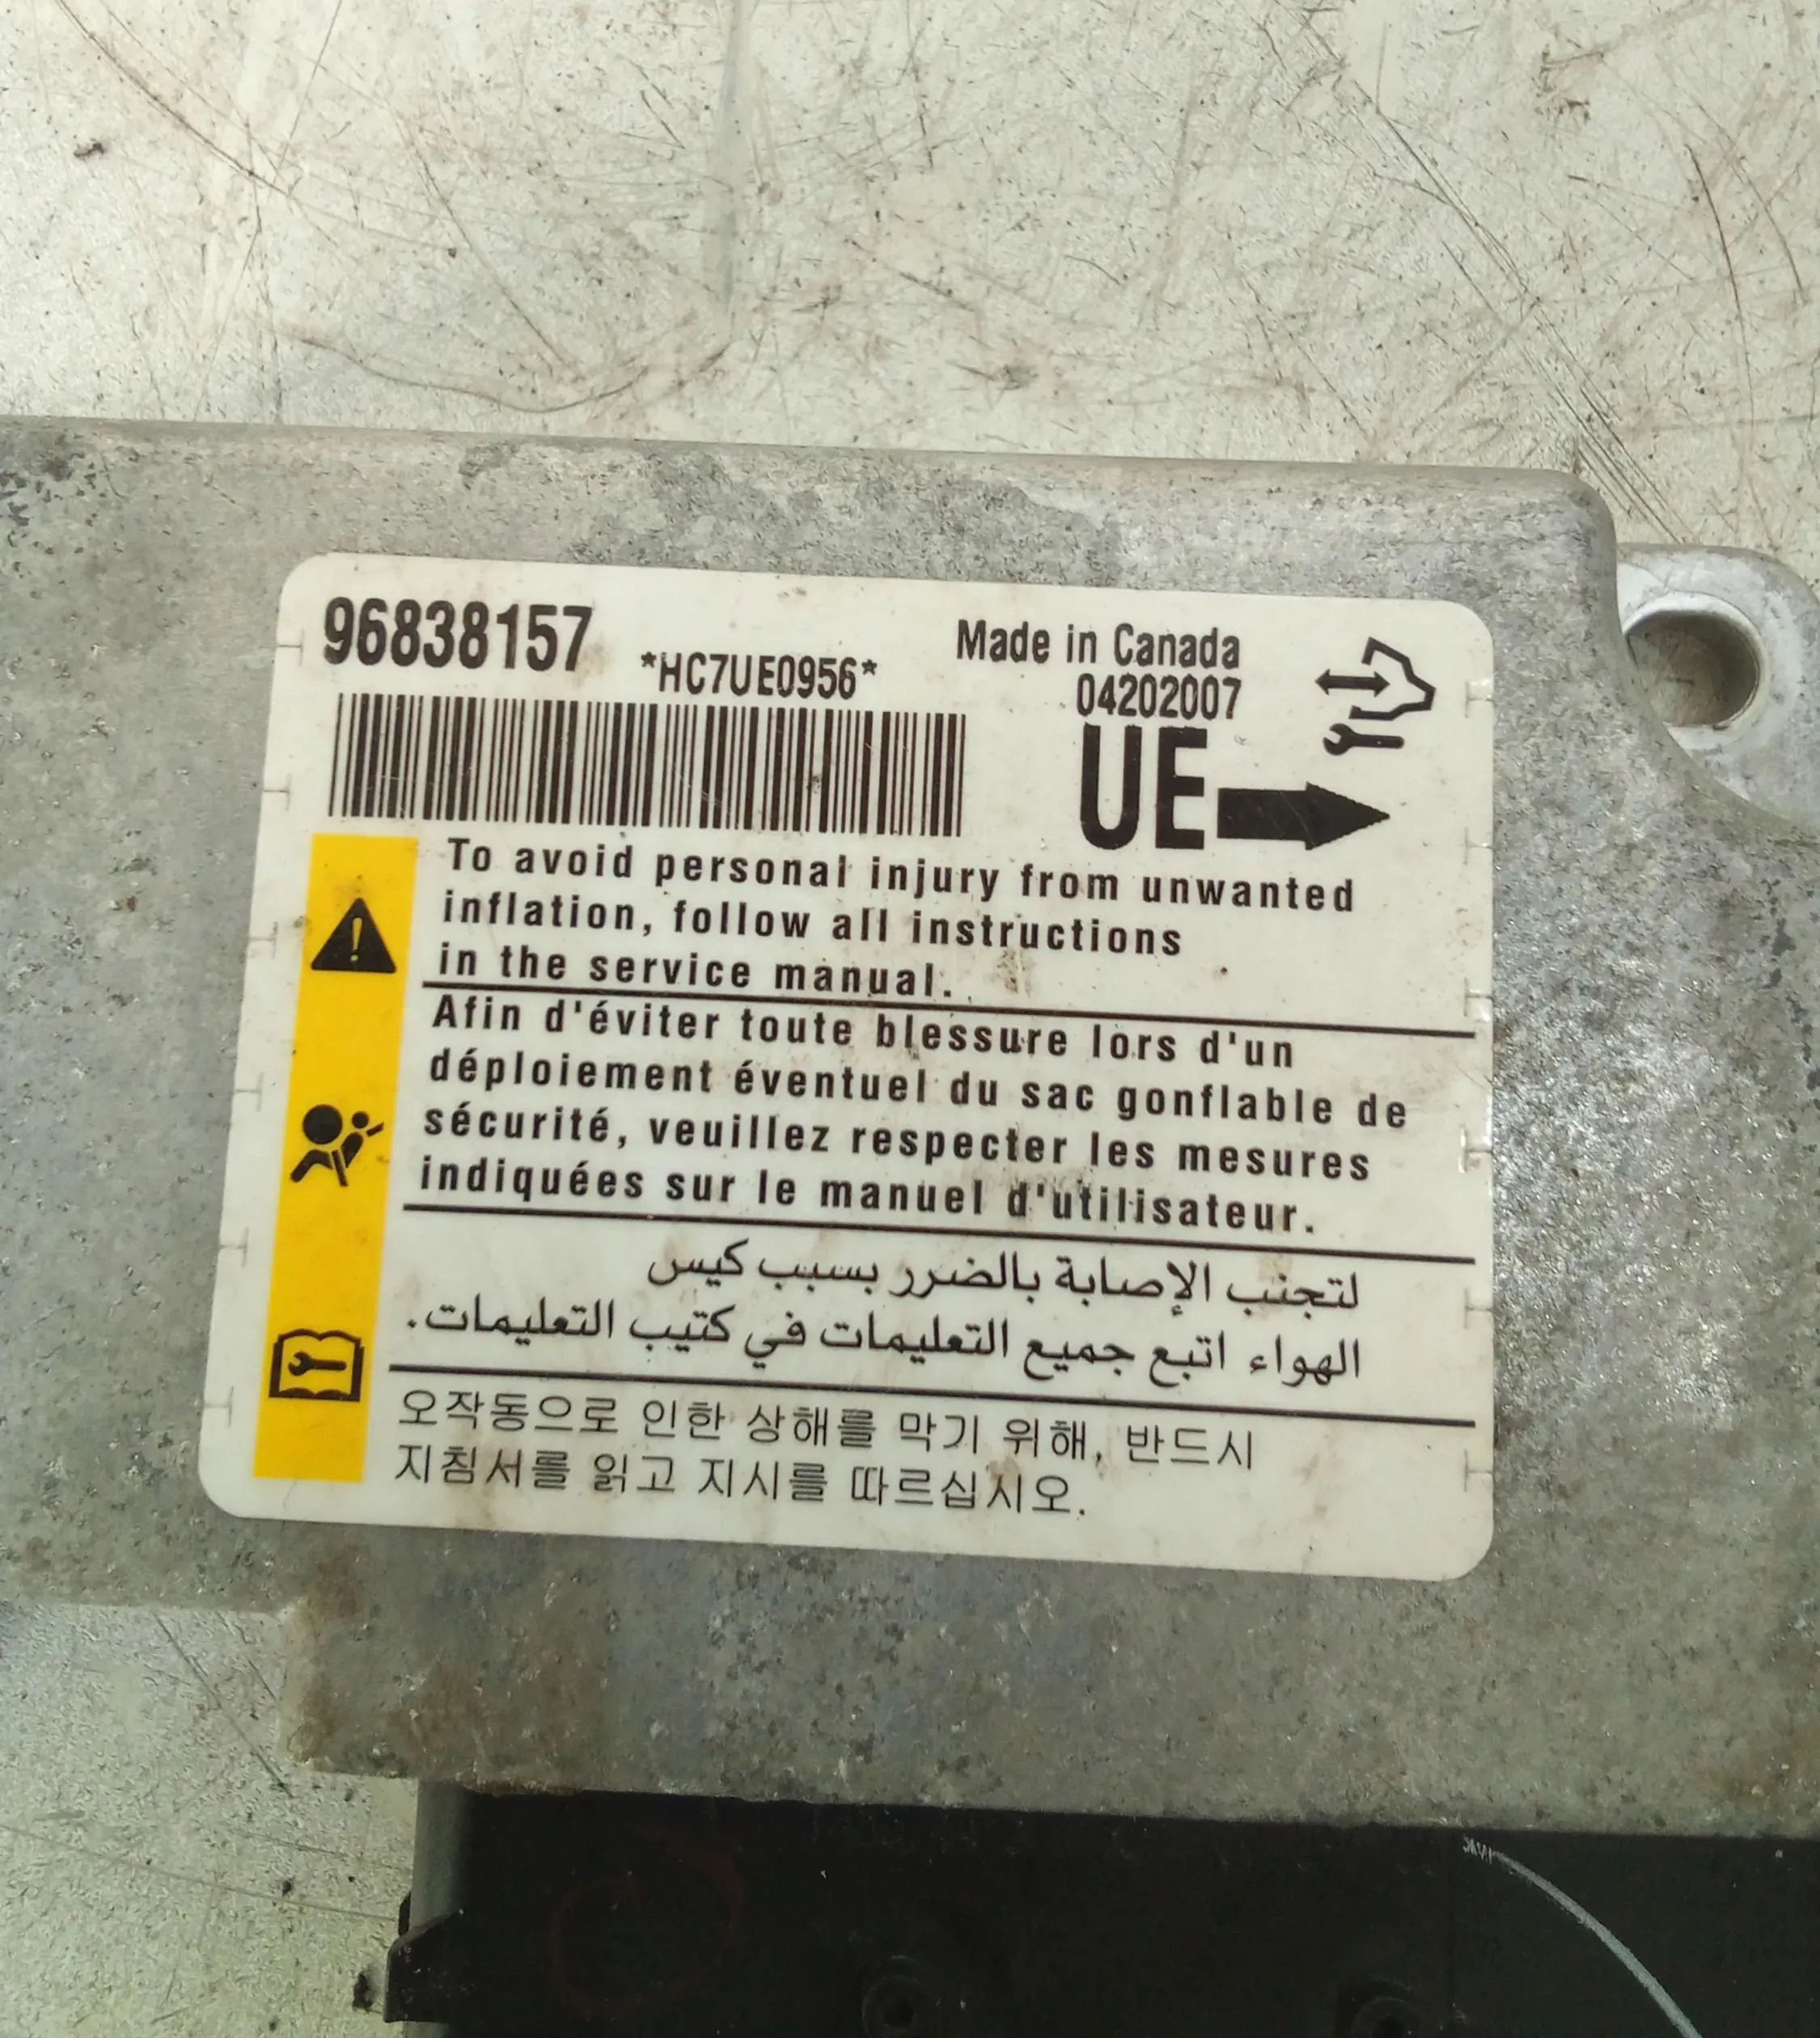 96838157
*HC7UE0956*
Made in Canada
04202007
UE
To avoid personal injury from unwanted
inflation, follow all instructions
in the service manual.
Afin d'éviter toute blessure lors d'un
déploiement éventuel du sac gonflable de
sécurité, veuillez respecter les mesures
indiquées sur le manuel d'utilisateur.
لتجنب الإصابة بالضرر بسبب كيس
الهواء اتبع جميع التعليمات في كتيب التعليمات.
오작동으로 인한 상해를 막기 위해, 반드시
지침서를 읽고 지시를 따르십시오.